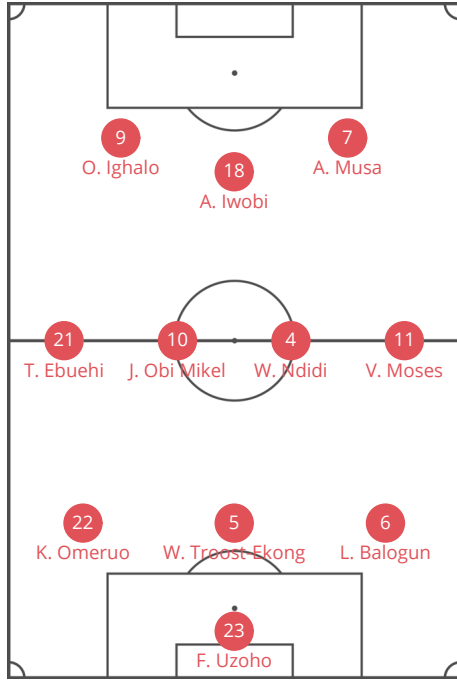 9
O. Ighalo
7
A. Musa
18
A. Iwobi
21
T. Ebuehi
10
J. Obi Mikel
4
W. Ndidi
11
V. Moses
22
K. Omeruo
5
W. Troost-Ekong
6
L. Balogun
23
F. Uzoho